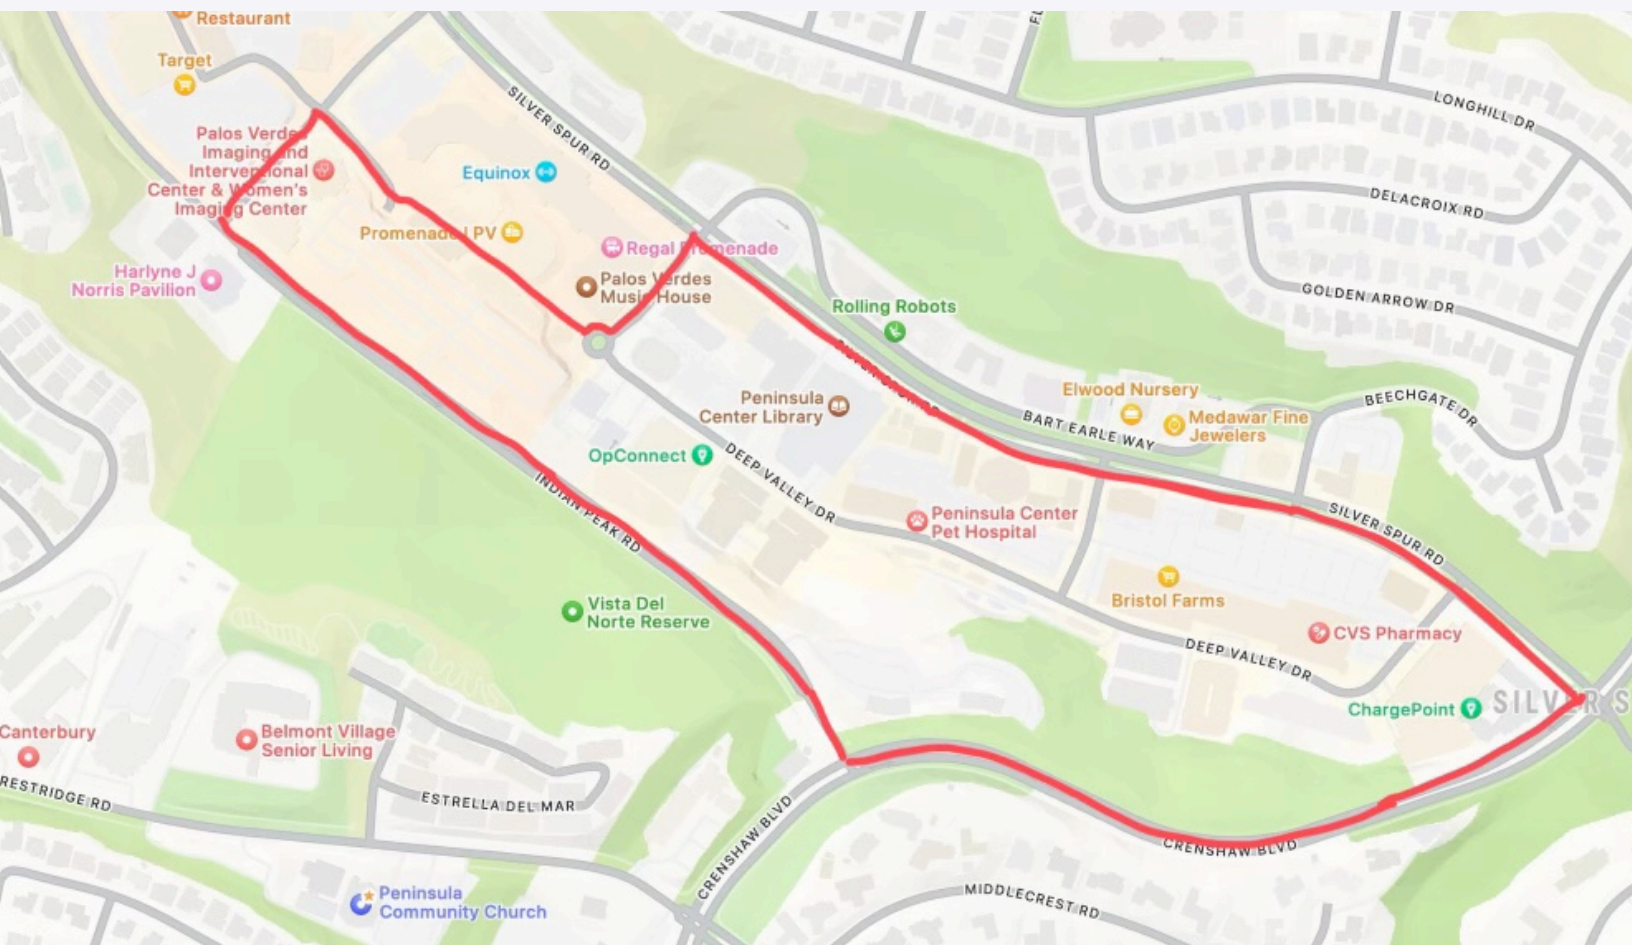 Restaurant
Target
Palos Verdes
Imaging and
Interventional
Center & Women's
Imaging Center
Harlyne J
Norris Pavilion
Equinox
Regal Promenade
Palos Verdes
Music House
SILVER SPUR RD
LONGHILL DR
DELACROIX RD
GOLDEN ARROW DR
BEECHGATE DR
Rolling Robots
SILVER SPUR RD
Elwood Nursery
Medawar Fine
Jewelers
BART EARLE WAY
Peninsula
Center Library
OpConnect
DEEP VALLEY DR
Peninsula Center
Pet Hospital
SILVER SPUR RD
INDIAN PEAK RD
Bristol Farms
Vista Del
Norte Reserve
CVS Pharmacy
DEEP VALLEY DR
ChargePoint
SILVER S
Canterbury
Belmont Village
Senior Living
RESTRIDGE RD
ESTRELLA DEL MAR
CRENSHAW BLVD
CRENSHAW BLVD
MIDDLECREST RD
Peninsula
Community Church